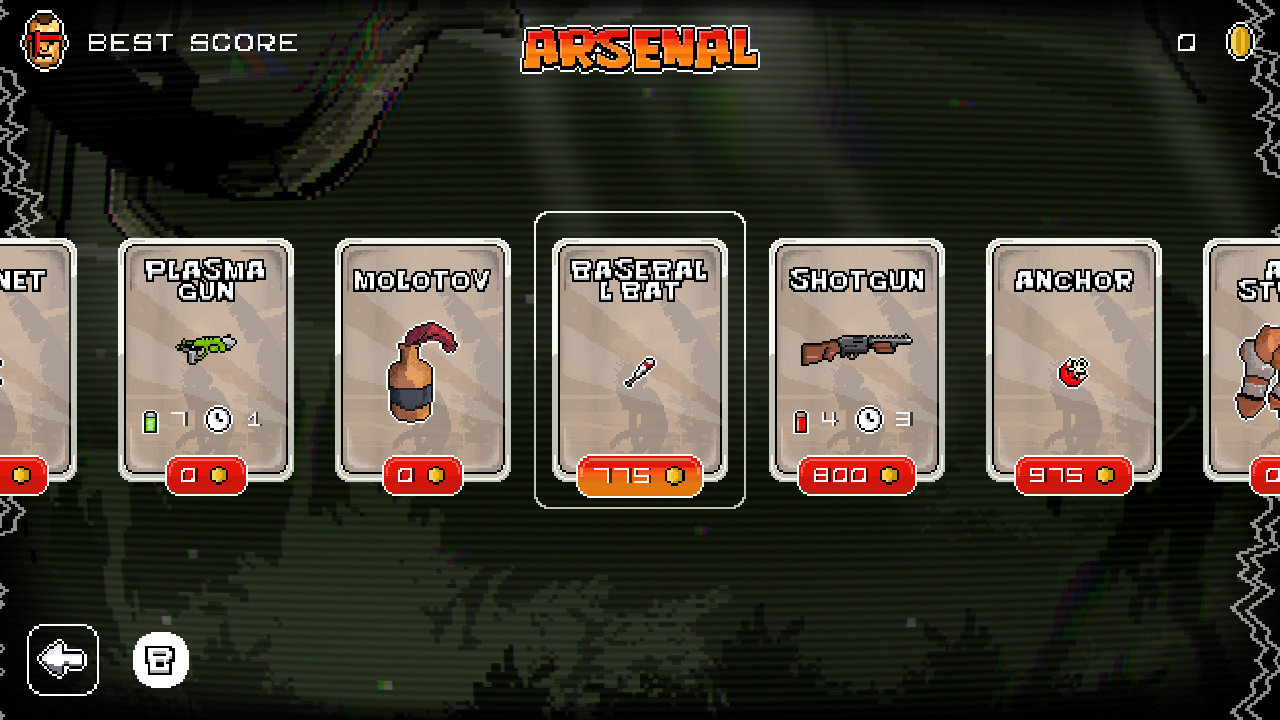 BEST SCORE
ARSENAL
0
NET
PLASMA
GUN
7 1
0
MOLOTOV
0
BASEBAL
L BAT
775
SHOTGUN
4 3
800
ANCHOR
975
B